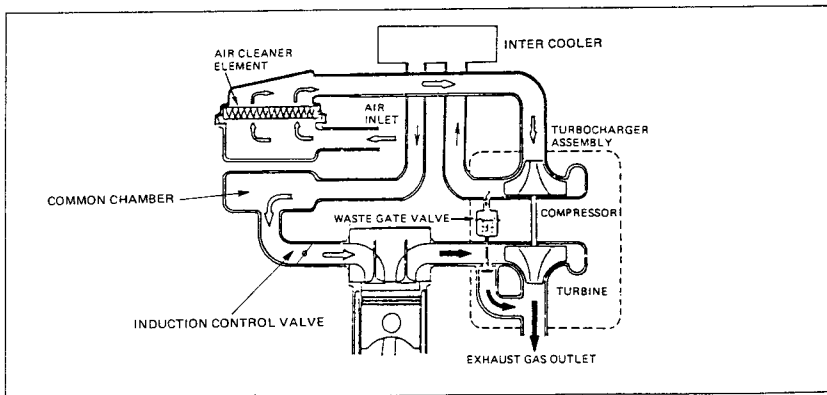 INTER COOLER
AIR CLEANER
ELEMENT
AIR
INLET
TURBOCHARGER
ASSEMBLY
COMMON CHAMBER
WASTE GATE VALVE
COMPRESSOR
TURBINE
INDUCTION CONTROL VALVE
EXHAUST GAS OUTLET